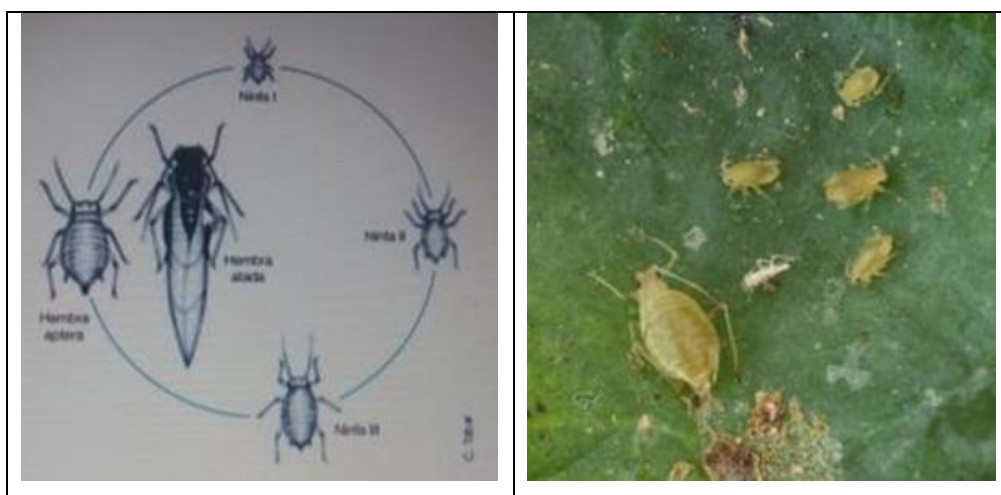 Ninfa I
Ninfa II
Hembra
alada
Hembra
áptera
Ninfa III